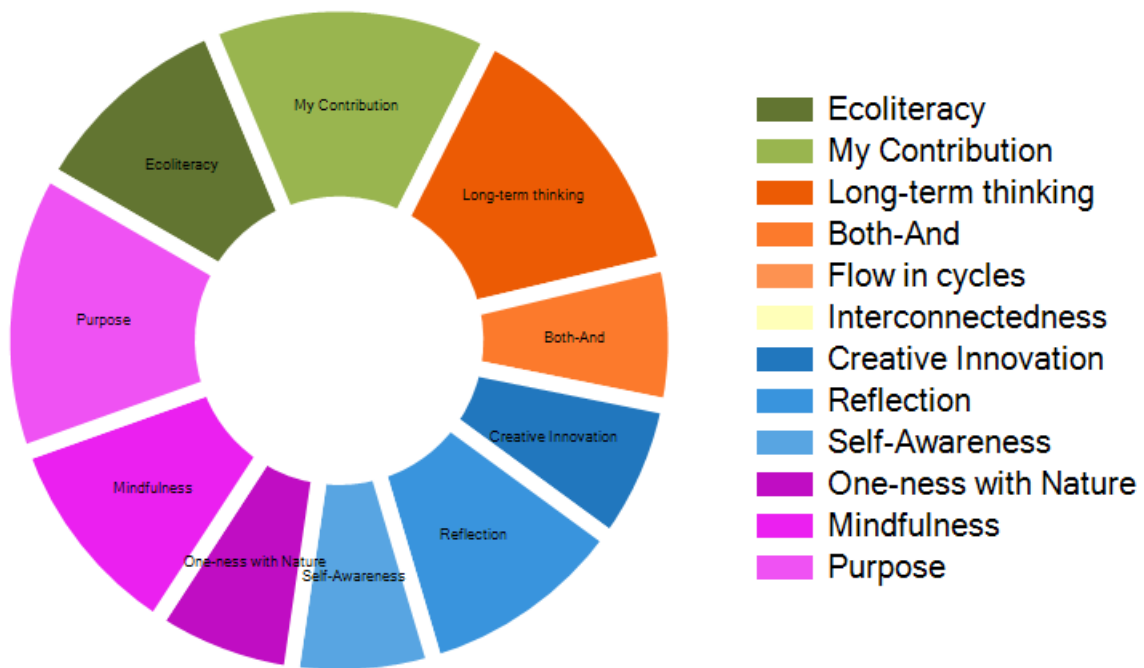 My Contribution
Ecoliteracy
Long-term thinking
Purpose
Both-And
Creative Innovation
Mindfulness
Reflection
One-ness with Nature
Self-Awareness
Ecoliteracy
My Contribution
Long-term thinking
Both-And
Flow in cycles
Interconnectedness
Creative Innovation
Reflection
Self-Awareness
One-ness with Nature
Mindfulness
Purpose